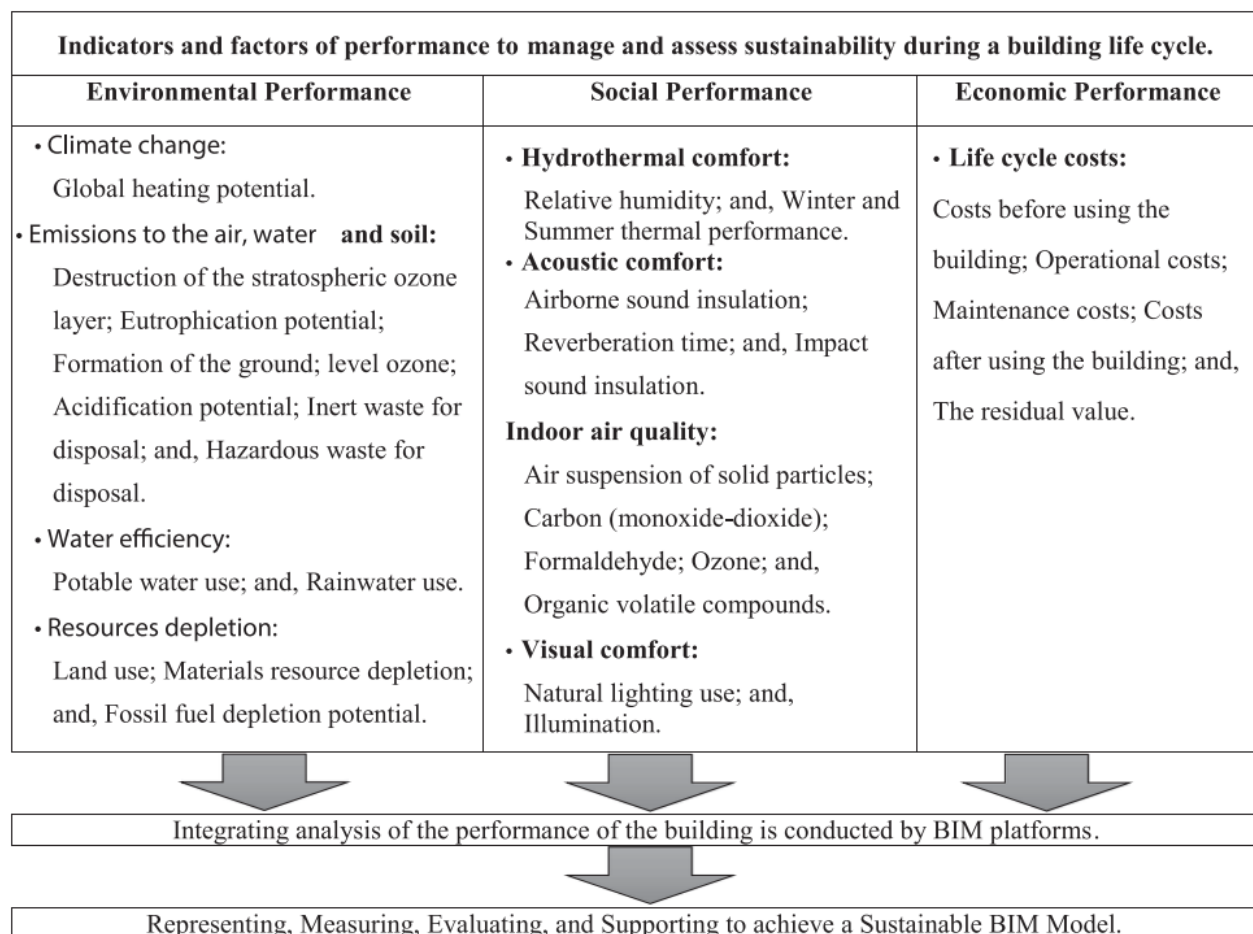 Indicators and factors of performance to manage and assess sustainability during a building life cycle.
Environmental Performance
• Climate change:
Global heating potential.
• Emissions to the air, water and soil:
Destruction of the stratospheric ozone
layer; Eutrophication potential;
Formation of the ground; level ozone;
Acidification potential; Inert waste for
disposal; and, Hazardous waste for
disposal.
• Water efficiency:
Potable water use; and, Rainwater use.
• Resources depletion:
Land use; Materials resource depletion;
and, Fossil fuel depletion potential.
Social Performance
• Hydrothermal comfort:
Relative humidity; and, Winter and
Summer thermal performance.
• Acoustic comfort:
Airborne sound insulation;
Reverberation time; and, Impact
sound insulation.
Indoor air quality:
Air suspension of solid particles;
Carbon (monoxide-dioxide);
Formaldehyde; Ozone; and,
Organic volatile compounds.
• Visual comfort:
Natural lighting use; and,
Illumination.
Economic Performance
• Life cycle costs:
Costs before using the
building; Operational costs;
Maintenance costs; Costs
after using the building; and,
The residual value.
Integrating analysis of the performance of the building is conducted by BIM platforms.
Representing, Measuring, Evaluating, and Supporting to achieve a Sustainable BIM Model.